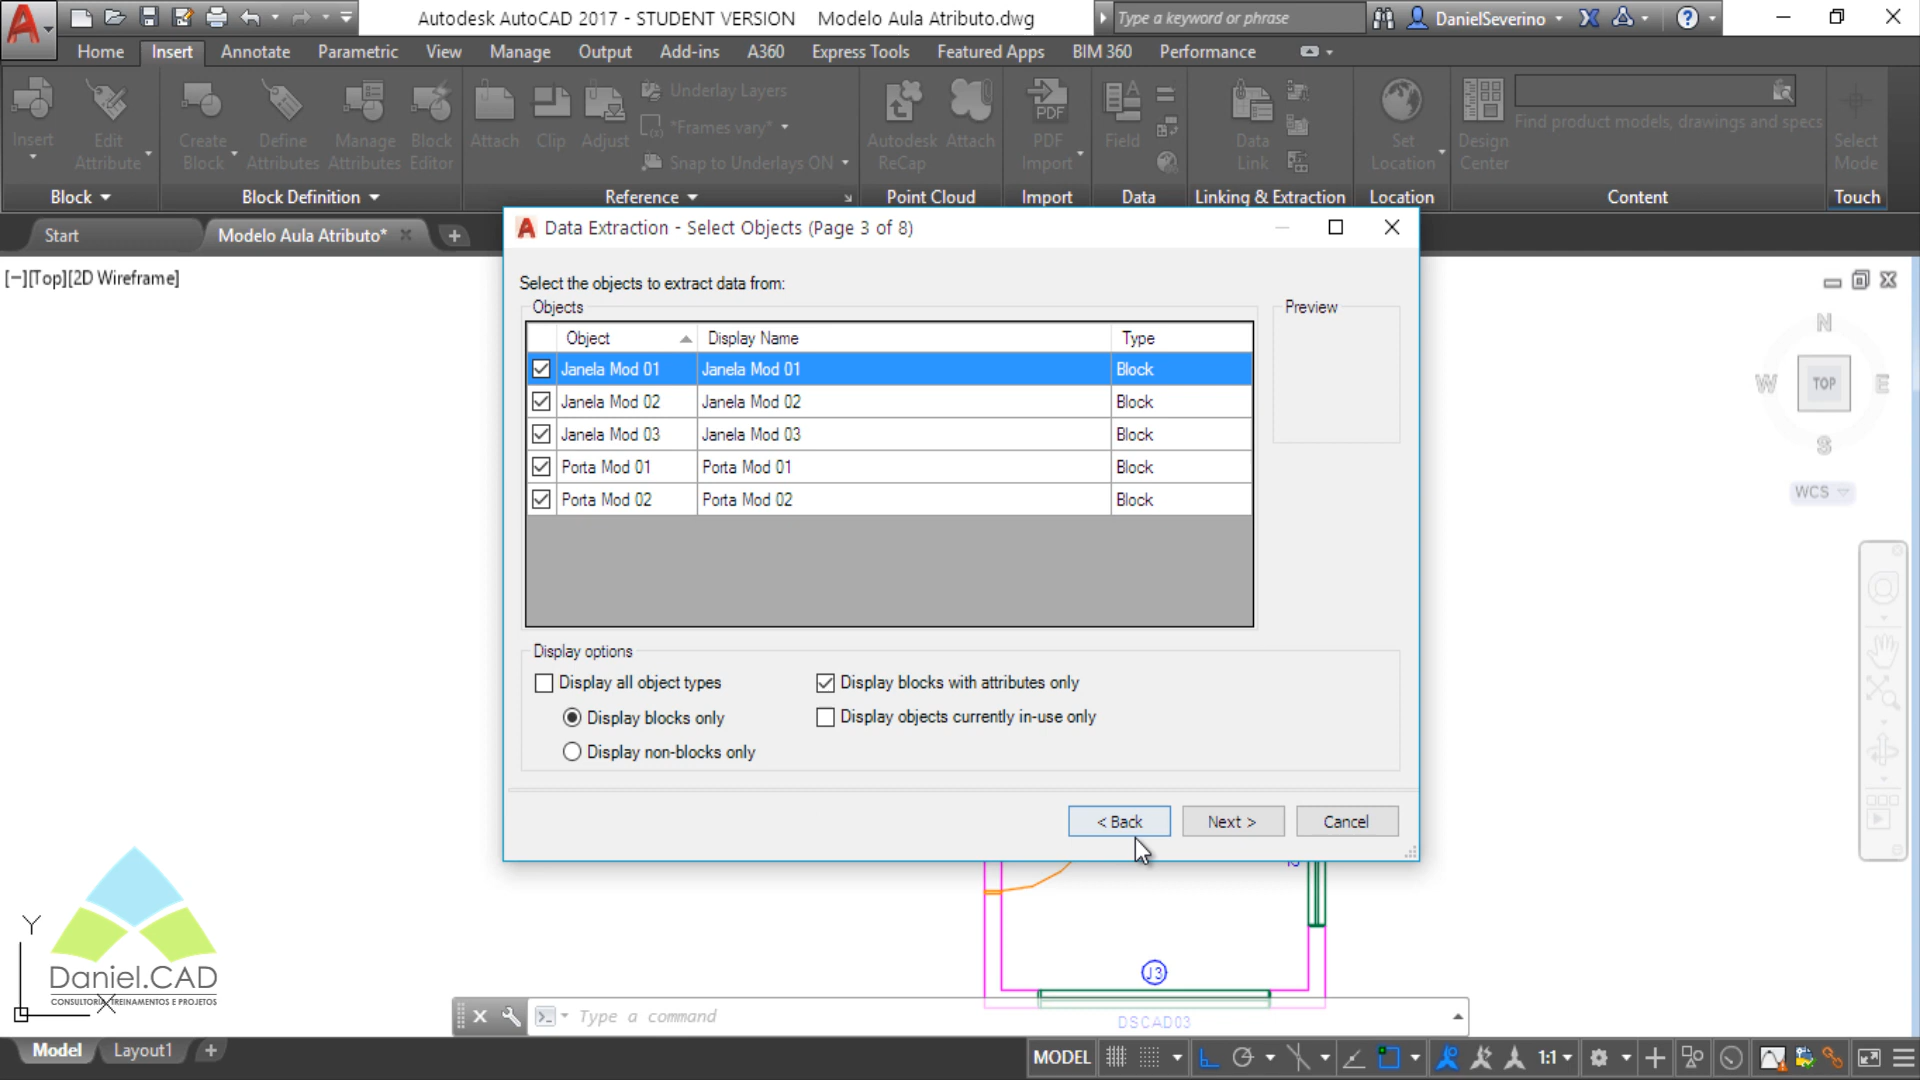 Autodesk AutoCAD 2017 - STUDENT VERSION Modelo Aula Atributo.dwg
Type a keyword or phrase
DanielSeverino
Home Insert Annotate Parametric View Manage Output Add-ins A360 Express Tools Featured Apps BIM 360 Performance
Insert
Edit Attribute
Create Block
Define Attributes
Manage Attributes
Block Editor
Attach
Clip
Adjust
Underlay Layers
*Frames vary*
Snap to Underlays ON
Autodesk ReCap
Attach
PDF
PDF Import
Field
Data Link
Set Location
Design Center
Find product models, drawings and specs
Select Mode
Block Block Definition Reference Point Cloud Import Data Linking & Extraction Location Content Touch
Start
Modelo Aula Atributo*
[−][Top][2D Wireframe]
Data Extraction - Select Objects (Page 3 of 8)
Select the objects to extract data from:
Objects
Preview
Object Display Name Type
Janela Mod 01 Janela Mod 01 Block
Janela Mod 02 Janela Mod 02 Block
Janela Mod 03 Janela Mod 03 Block
Porta Mod 01 Porta Mod 01 Block
Porta Mod 02 Porta Mod 02 Block
Display options
Display all object types
Display blocks with attributes only
Display blocks only
Display objects currently in-use only
Display non-blocks only
< Back
Next >
Cancel
N
W
TOP
E
S
WCS
J3
DSCAD03
Y
X
Daniel.CAD
CONSULTORIA, TREINAMENTOS E PROJETOS
Type a command
Model
Layout1
MODEL
1:1